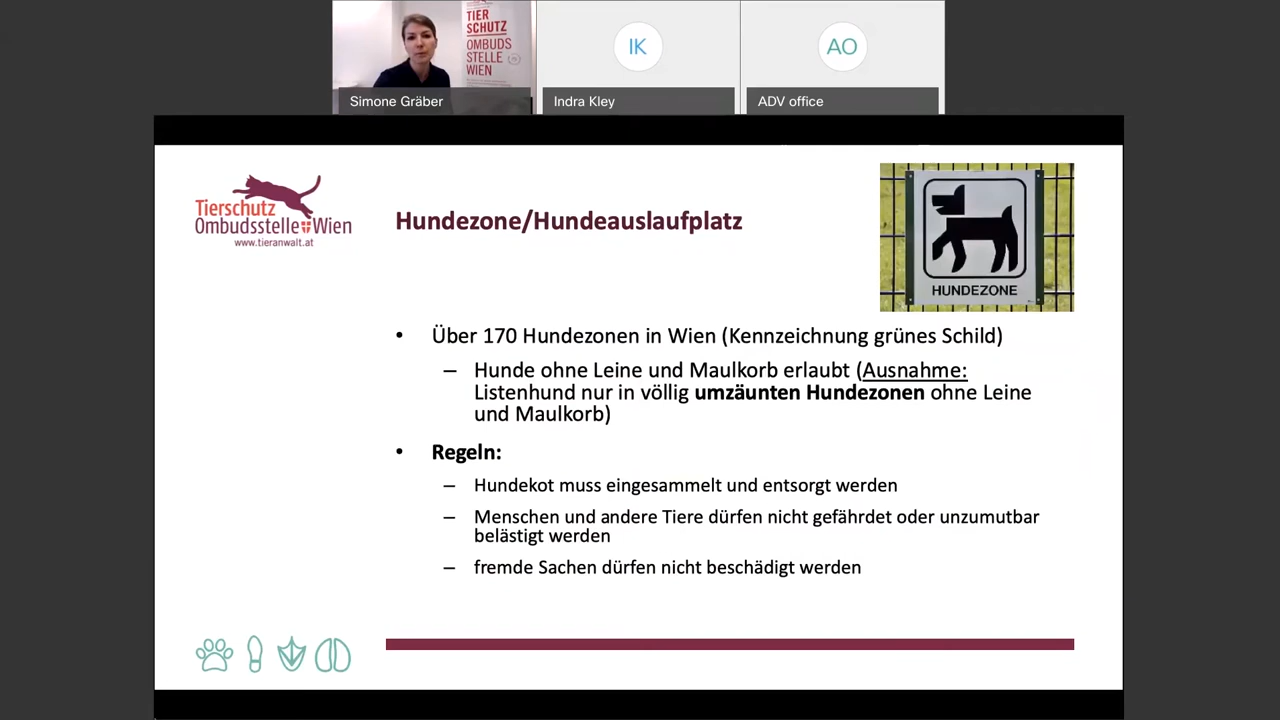 TIER
SCHUTZ
OMBUDS
STELLE
WIEN
IK
AO
Simone Gräber
Indra Kley
ADV office
Tierschutz
Ombudsstelle Wien
www.tieranwalt.at
Hundezone/Hundeauslaufplatz
HUNDEZONE
• Über 170 Hundezonen in Wien (Kennzeichnung grünes Schild)
– Hunde ohne Leine und Maulkorb erlaubt (Ausnahme:
Listenhund nur in völlig umzäunten Hundezonen ohne Leine
und Maulkorb)
• Regeln:
– Hundekot muss eingesammelt und entsorgt werden
– Menschen und andere Tiere dürfen nicht gefährdet oder unzumutbar
belästigt werden
– fremde Sachen dürfen nicht beschädigt werden